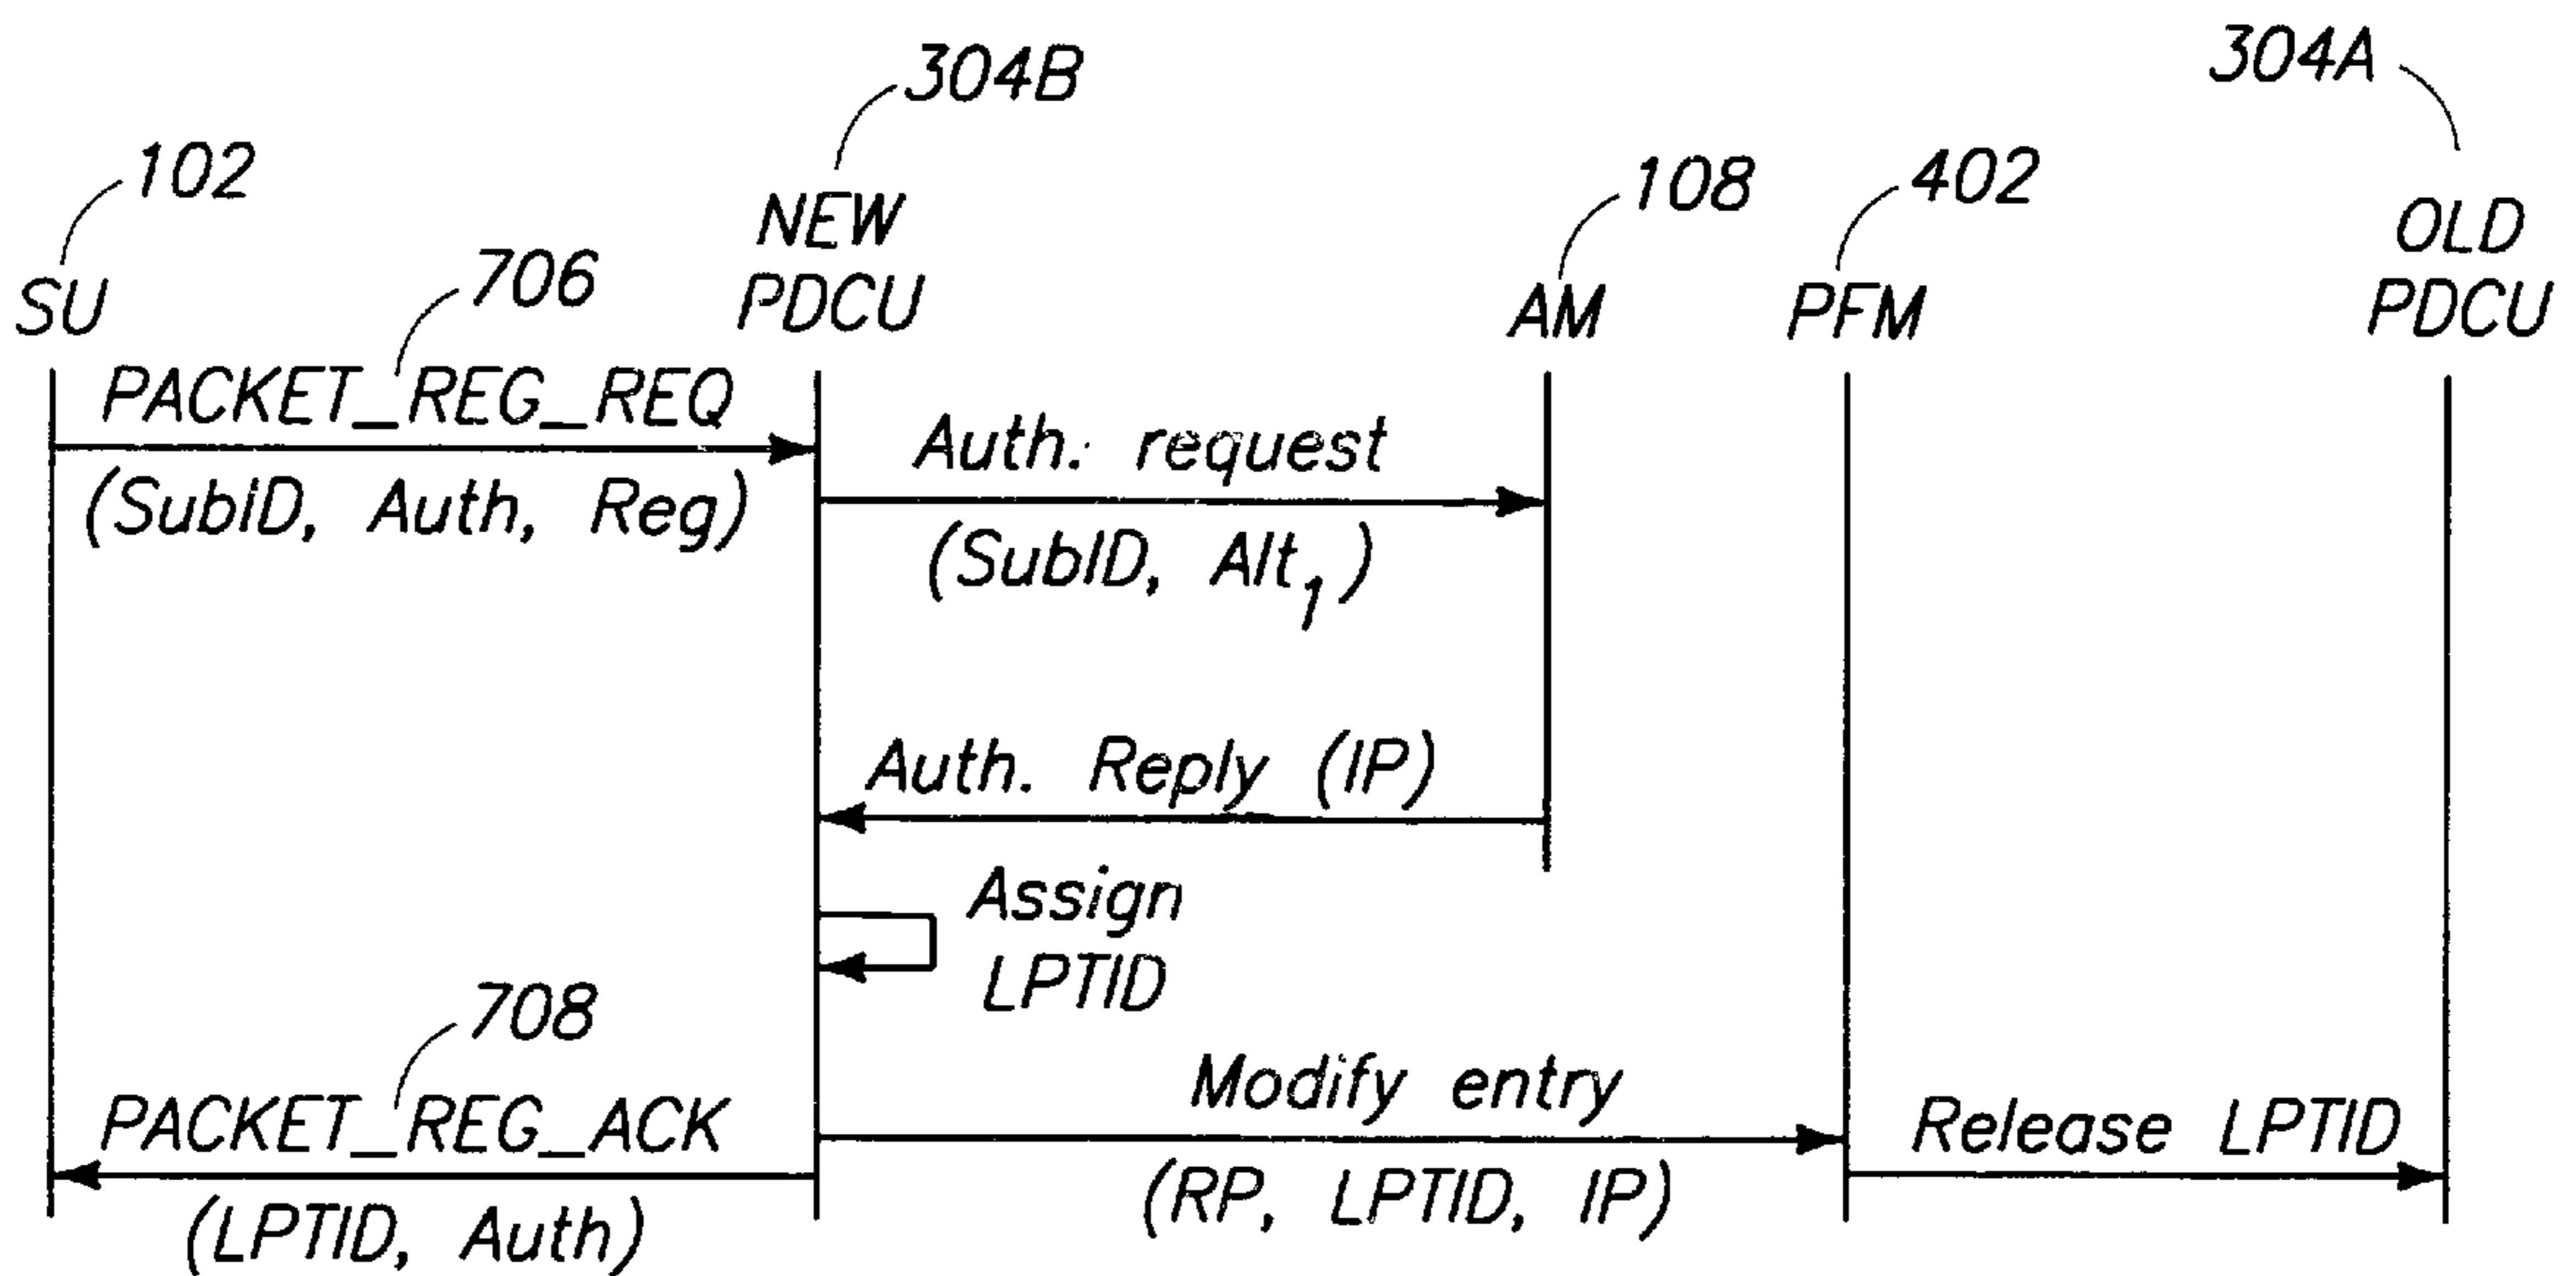 304B
304A
102
108
402
NEW
PDCU
OLD
PDCU
706
SU
AM
PFM
PACKET_REG_REQ
(SubID, Auth, Reg)
Auth. request
(SubID, Alt1)
Auth. Reply (IP)
Assign
LPTID
708
PACKET_REG_ACK
(LPTID, Auth)
Modify entry
(RP, LPTID, IP)
Release LPTID